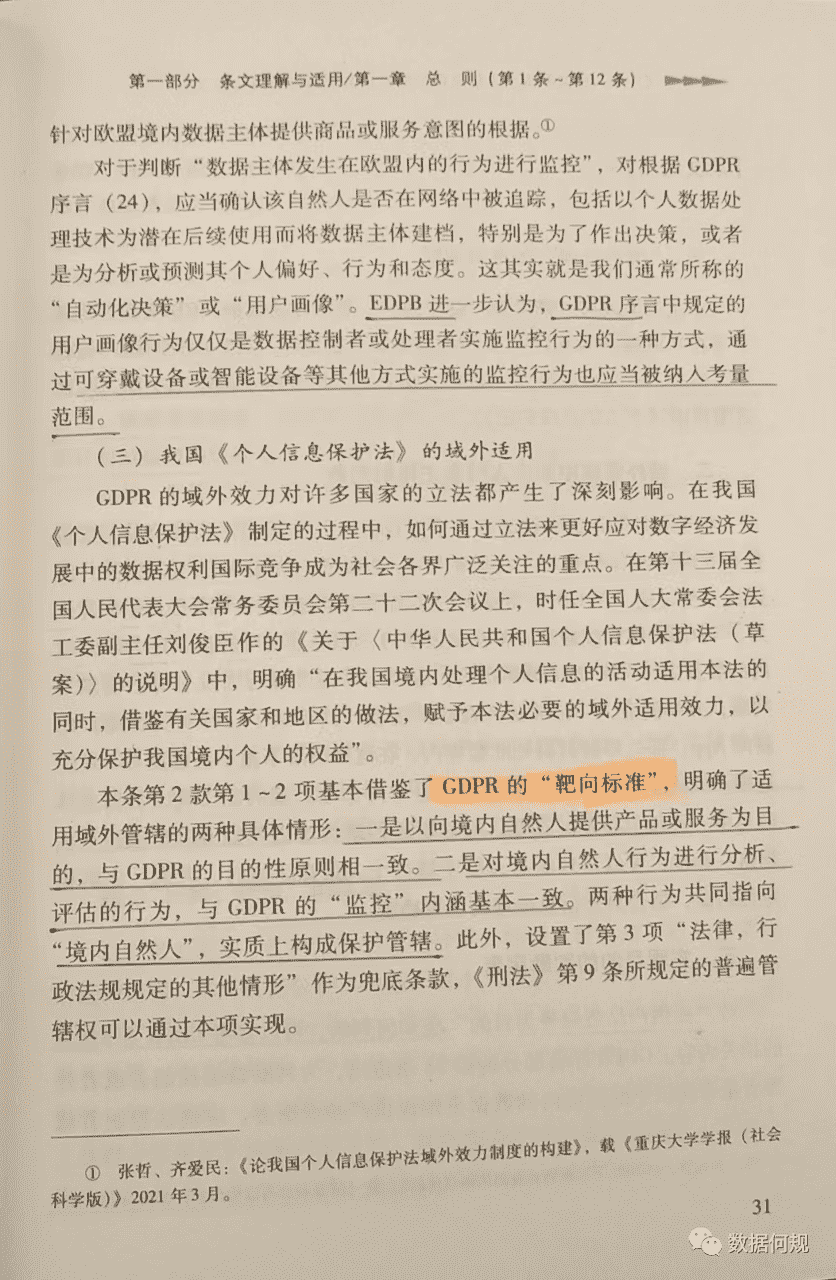 第一部分 条文理解与适用/第一章 总 则(第1条~第12条)
针对欧盟境内数据主体提供商品或服务意图的根据。①
对于判断“数据主体发生在欧盟内的行为进行监控”，对根据 GDPR
序言(24)，应当确认该自然人是否在网络中被追踪，包括以个人数据处
理技术为潜在后续使用而将数据主体建档，特别是为了作出决策，或者
是为分析或预测其个人偏好、行为和态度。这其实就是我们通常所称的
“自动化决策”或“用户画像”。EDPB 进一步认为，GDPR 序言中规定的
用户画像行为仅仅是数据控制者或处理者实施监控行为的一种方式，通
过可穿戴设备或智能设备等其他方式实施的监控行为也应当被纳入考量
范围。
(三)我国《个人信息保护法》的域外适用
GDPR 的域外效力对许多国家的立法都产生了深刻影响。在我国
《个人信息保护法》制定的过程中，如何通过立法来更好应对数字经济发
展中的数据权利国际竞争成为社会各界广泛关注的重点。在第十三届全
国人民代表大会常务委员会第二十二次会议上，时任全国人大常委会法
工委副主任刘俊臣作的《关于〈中华人民共和国个人信息保护法（草
案）〉的说明》中，明确“在我国境内处理个人信息的活动适用本法的
同时，借鉴有关国家和地区的做法，赋予本法必要的域外适用效力，以
充分保护我国境内个人的权益”。
本条第2款第1~2项基本借鉴了 GDPR 的“靶向标准”，明确了适
用域外管辖的两种具体情形：一是以向境内自然人提供产品或服务为目
的，与 GDPR 的目的性原则相一致。二是对境内自然人行为进行分析、
评估的行为，与 GDPR 的“监控”内涵基本一致。两种行为共同指向
“境内自然人”，实质上构成保护管辖。此外，设置了第3项“法律，行
政法规规定的其他情形”作为兜底条款，《刑法》第9条所规定的普遍管
辖权可以通过本项实现。
① 张哲、齐爱民：《论我国个人信息保护法域外效力制度的构建》，载《重庆大学学报（社会
科学版）》2021年3月。
31
数据何规